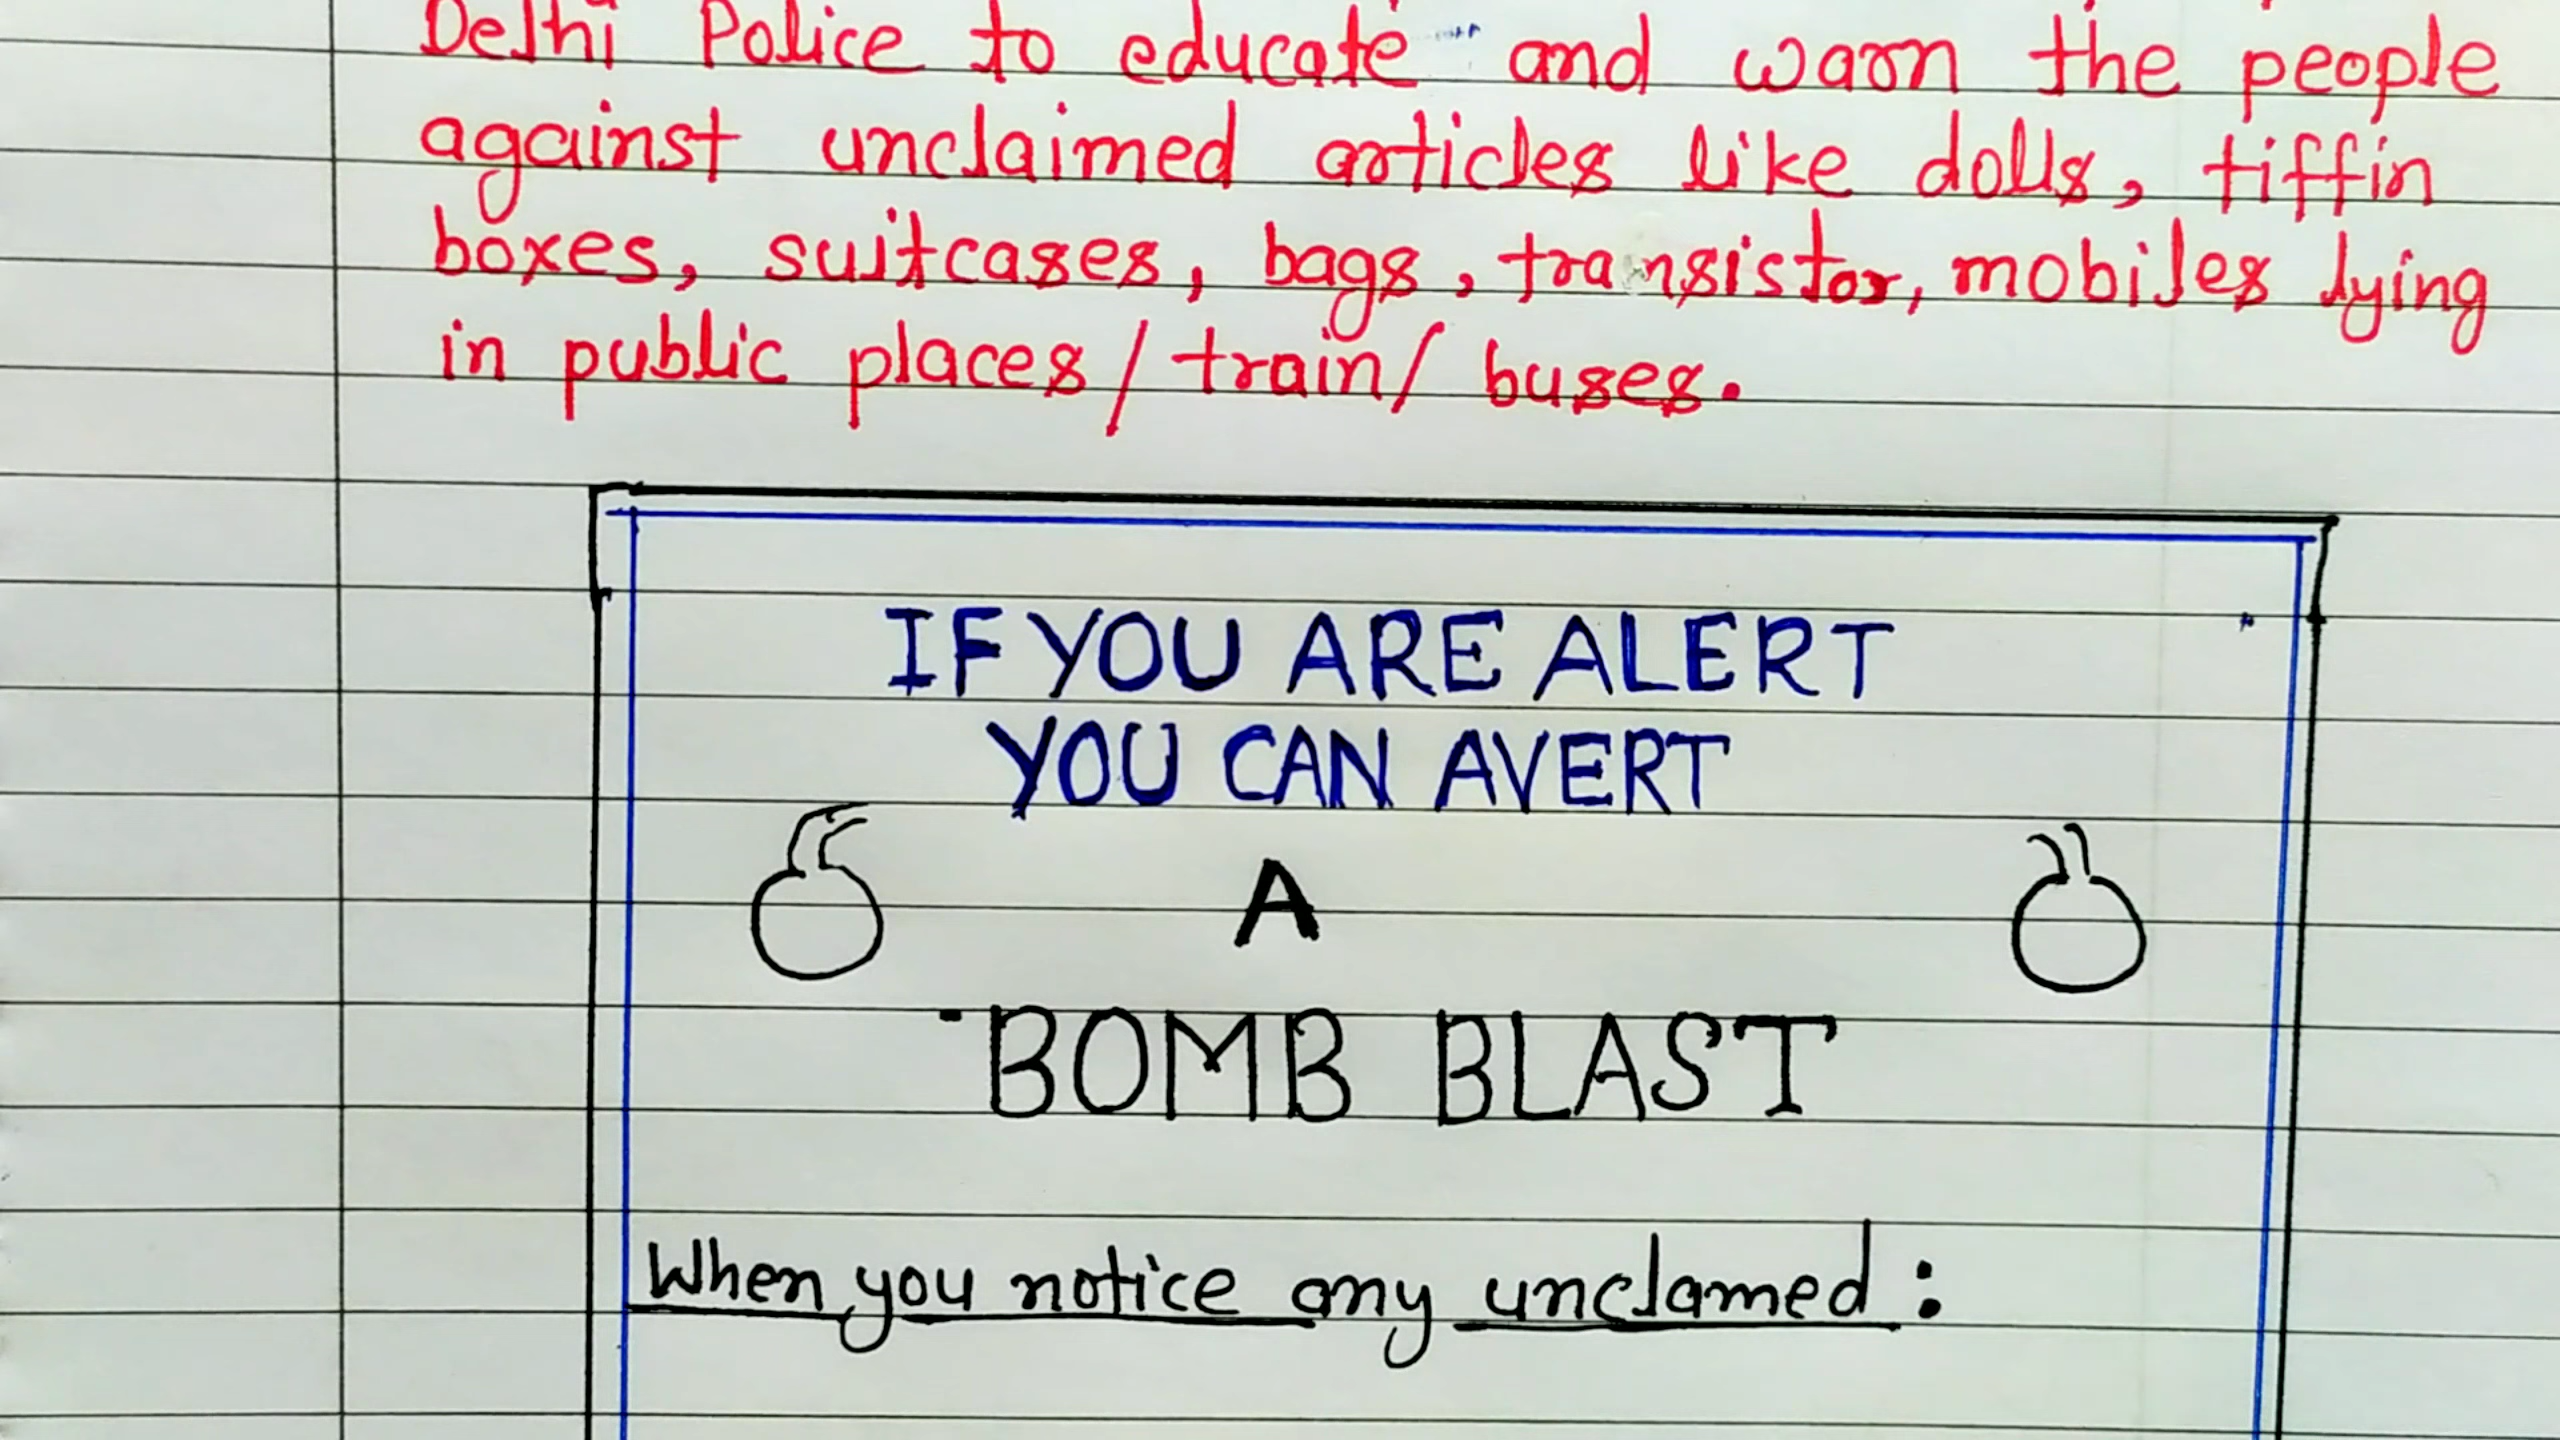 Delhi Police to educate and warn the people
against unclaimed articles like dolls, tiffin
boxes, suitcases, bags, transistor, mobiles lying
in public places/train/ buses.
IF YOU ARE ALERT
YOU CAN AVERT
A
BOMB BLAST
When you notice any unclamed :